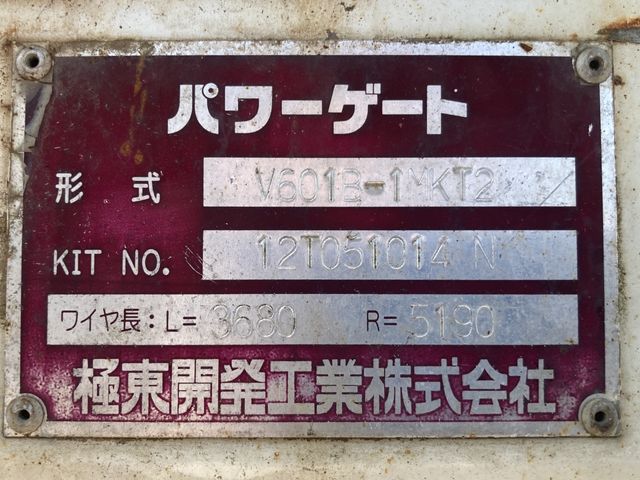 パワーゲート
形 式 V601B-1MKT2
KIT NO. 12T051014 N
ワイヤ長:L= 3680 R= 5190
極東開発工業株式会社